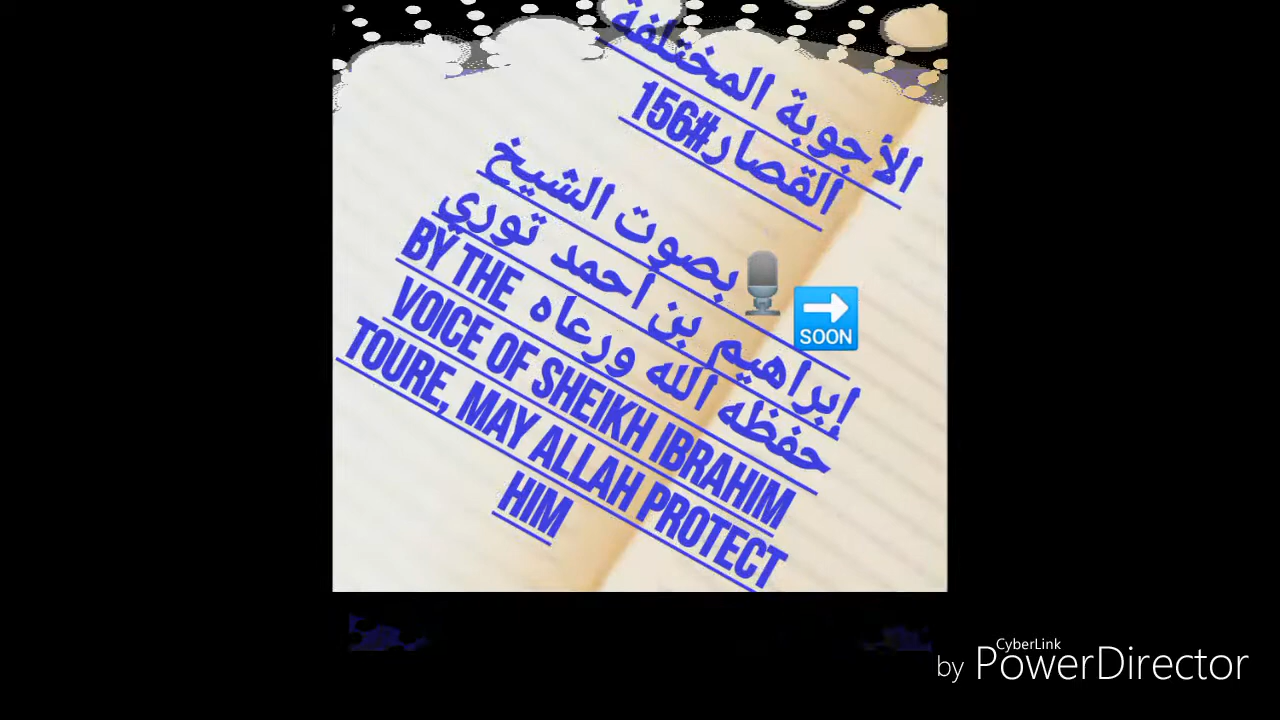 الأجوبة المختلفة
القصار#156
🎙بصوت الشيخ
إبراهيم بن احمد توري
حفظه الله ورعاه BY THE
VOICE OF SHEIKH IBRAHIM
TOURE, MAY ALLAH PROTECT
HIM
SOON
CyberLink
by PowerDirector